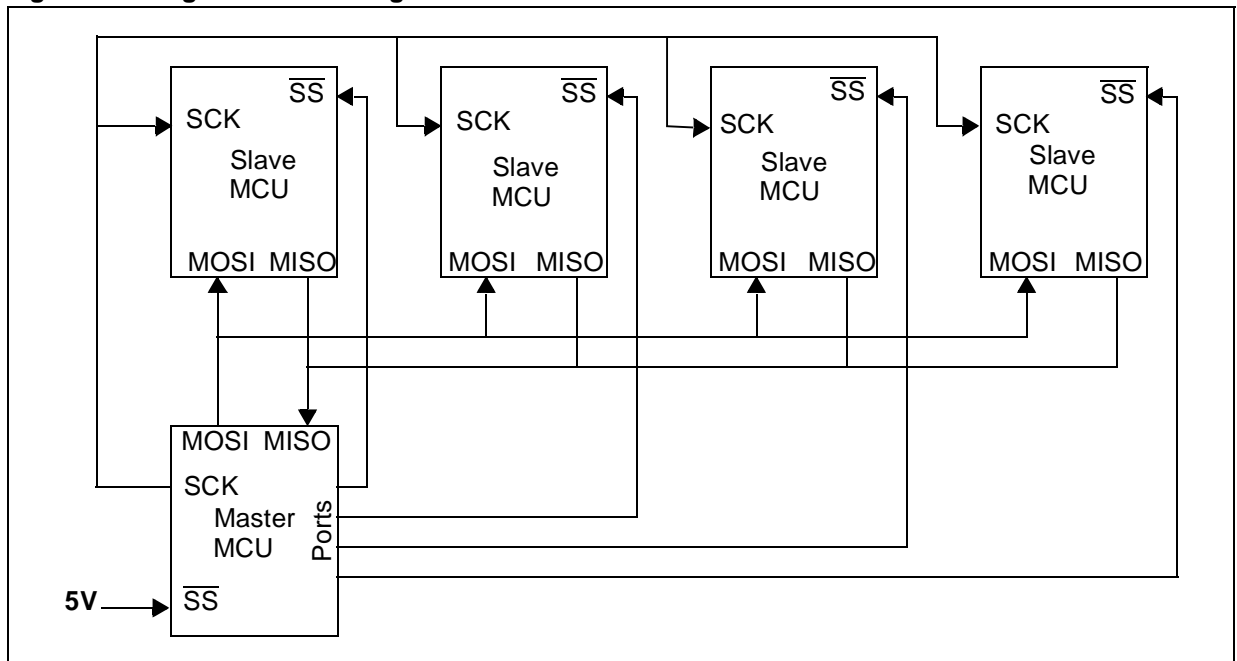 SS SS SS SS
SCK SCK SCK SCK
Slave Slave Slave Slave
MCU MCU MCU MCU
MOSI MISO MOSI MISO MOSI MISO MOSI MISO
MOSI MISO
SCK
Master
MCU
Ports
5V SS